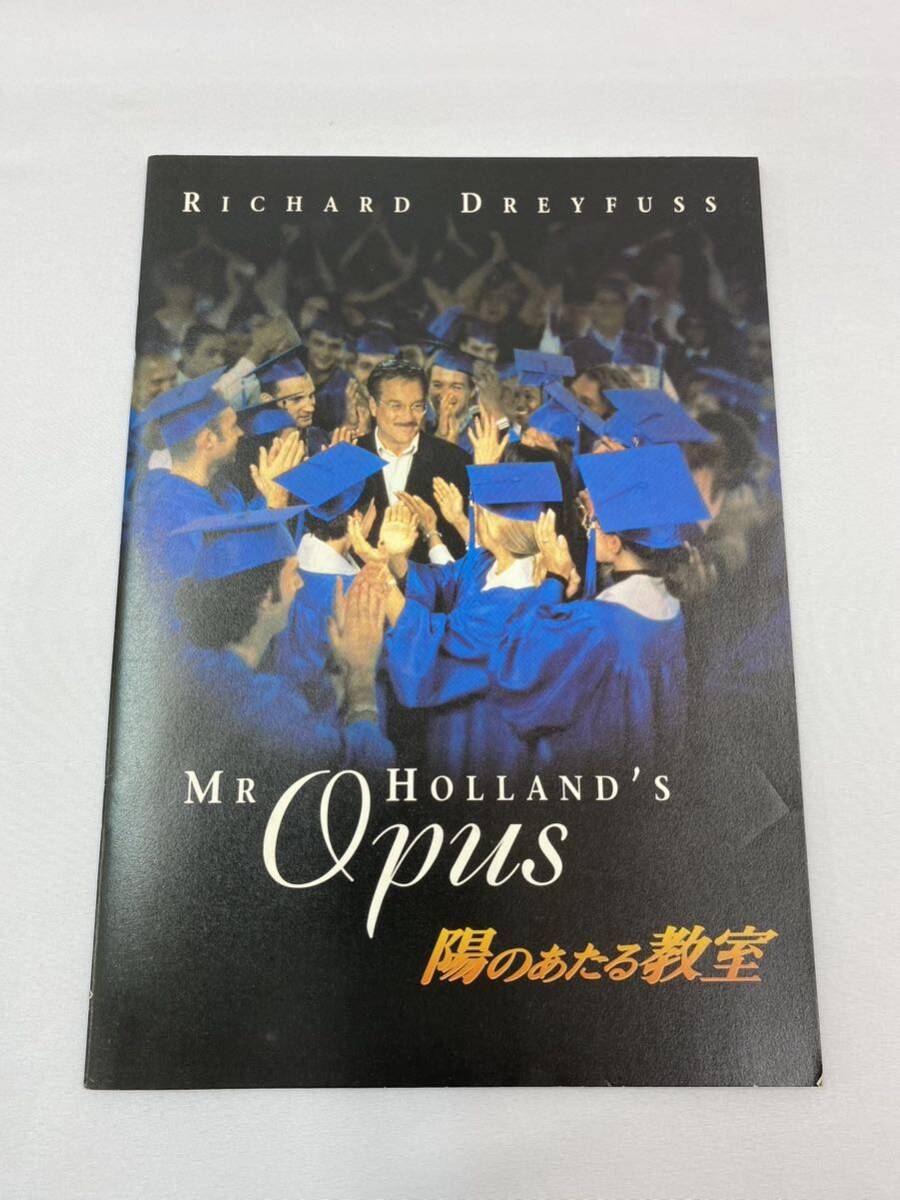 RICHARD DREYFUSS
MR HOLLAND'S
Opus
陽のあたる教室